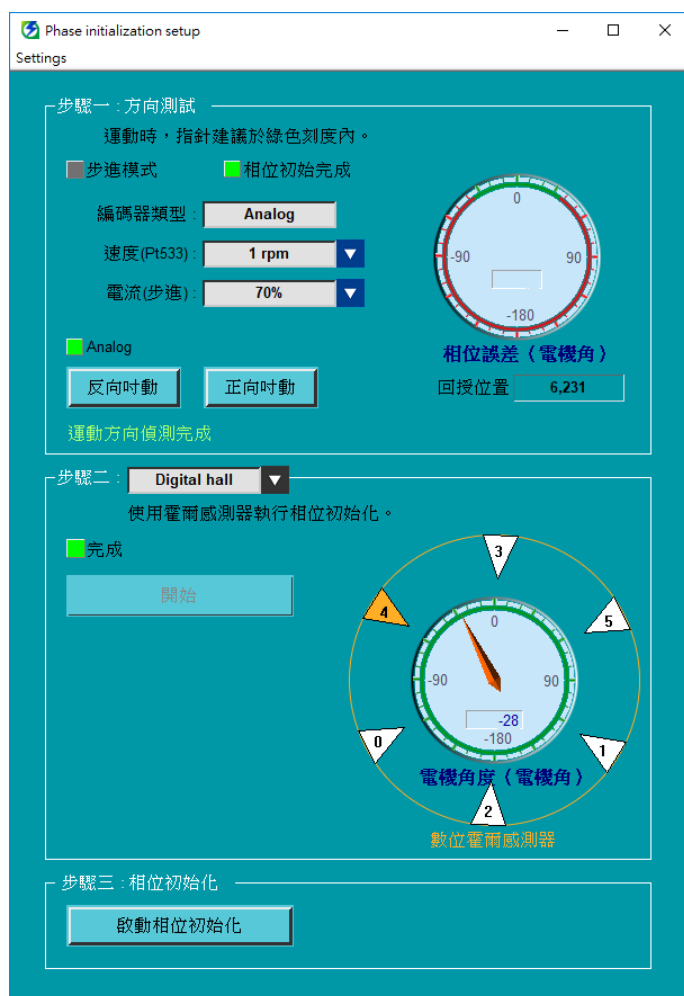 Phase initialization setup
Settings
步驟一 : 方向測試
運動時，指針建議於綠色刻度內。
步進模式 相位初始完成
編碼器類型 : Analog
速度(Pt533) : 1 rpm
電流(步進) : 70%
0
-90 90
-180
相位誤差（電機角）
Analog
反向吋動 正向吋動
回授位置 6,231
運動方向偵測完成
步驟二 : Digital hall
使用霍爾感測器執行相位初始化。
完成
開始
3
4
5
0
-90 90
-28
-180
0
1
電機角度（電機角）
2
數位霍爾感測器
步驟三 : 相位初始化
啟動相位初始化